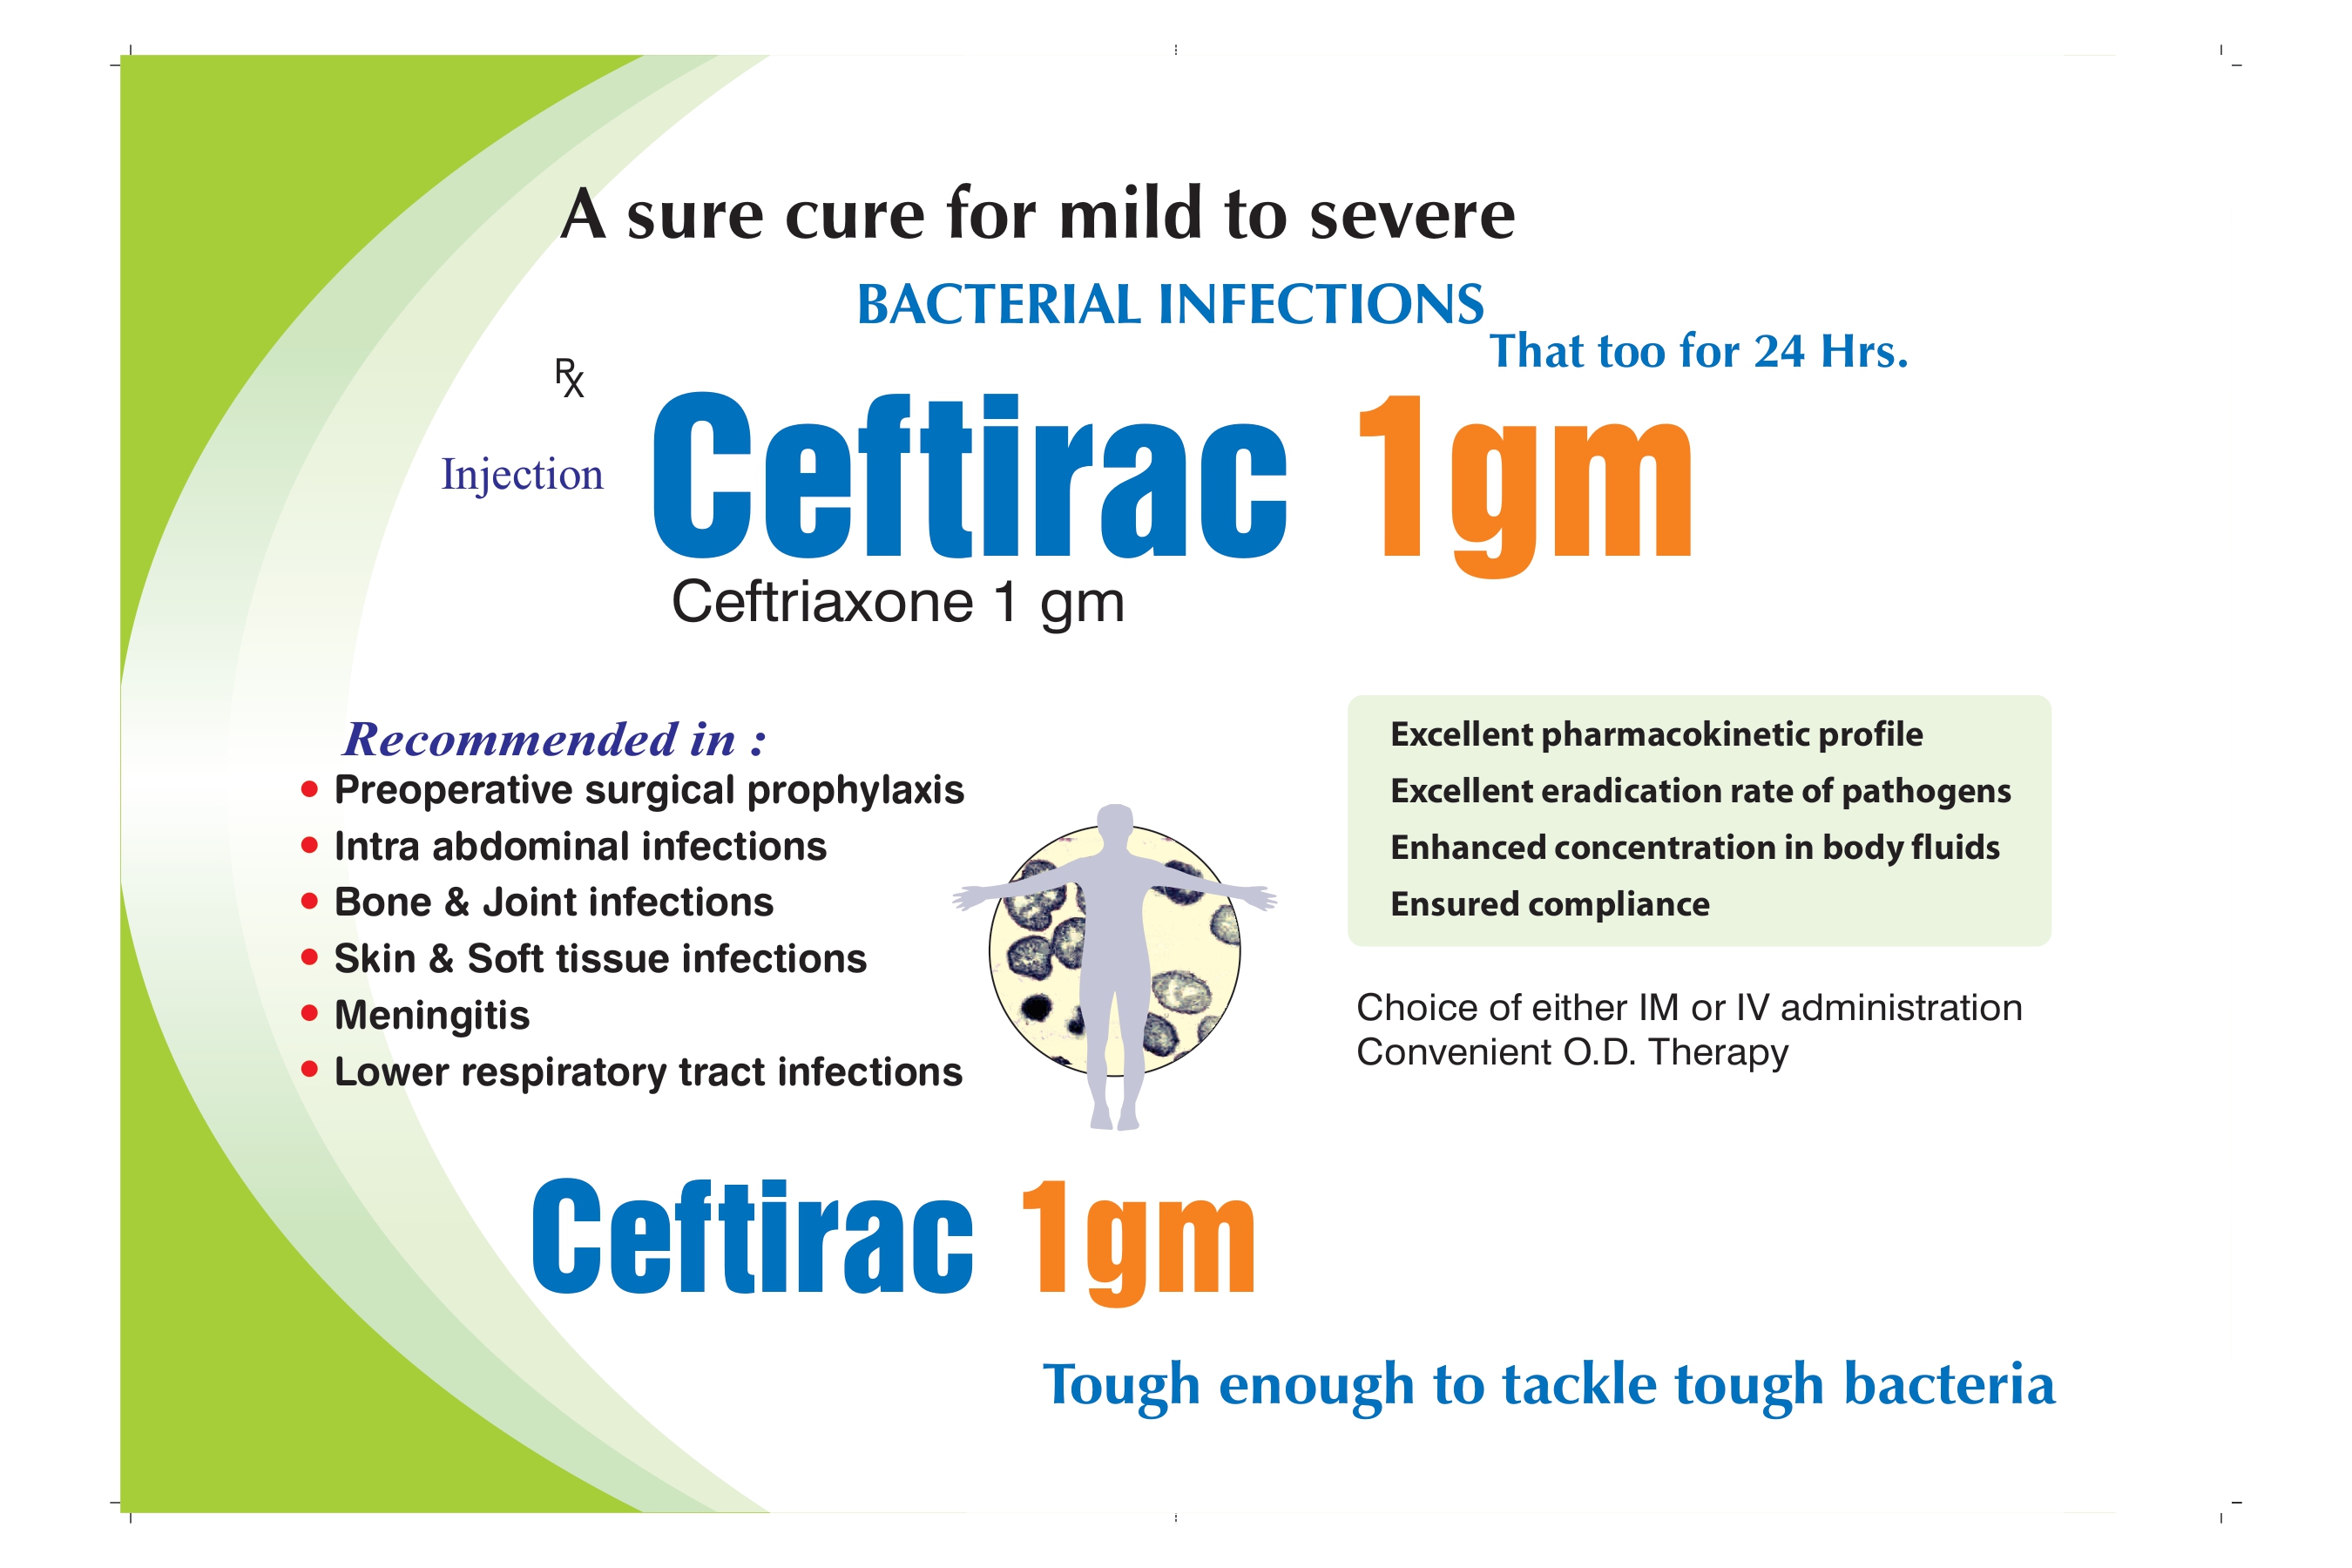 A sure cure for mild to severe
BACTERIAL INFECTIONS
That too for 24 Hrs.
Rx
Injection Ceftirac 1gm
Ceftriaxone 1 gm
Recommended in :
• Preoperative surgical prophylaxis
• Intra abdominal infections
• Bone & Joint infections
• Skin & Soft tissue infections
• Meningitis
• Lower respiratory tract infections
Excellent pharmacokinetic profile
Excellent eradication rate of pathogens
Enhanced concentration in body fluids
Ensured compliance
Choice of either IM or IV administration
Convenient O.D. Therapy
Ceftirac 1gm
Tough enough to tackle tough bacteria